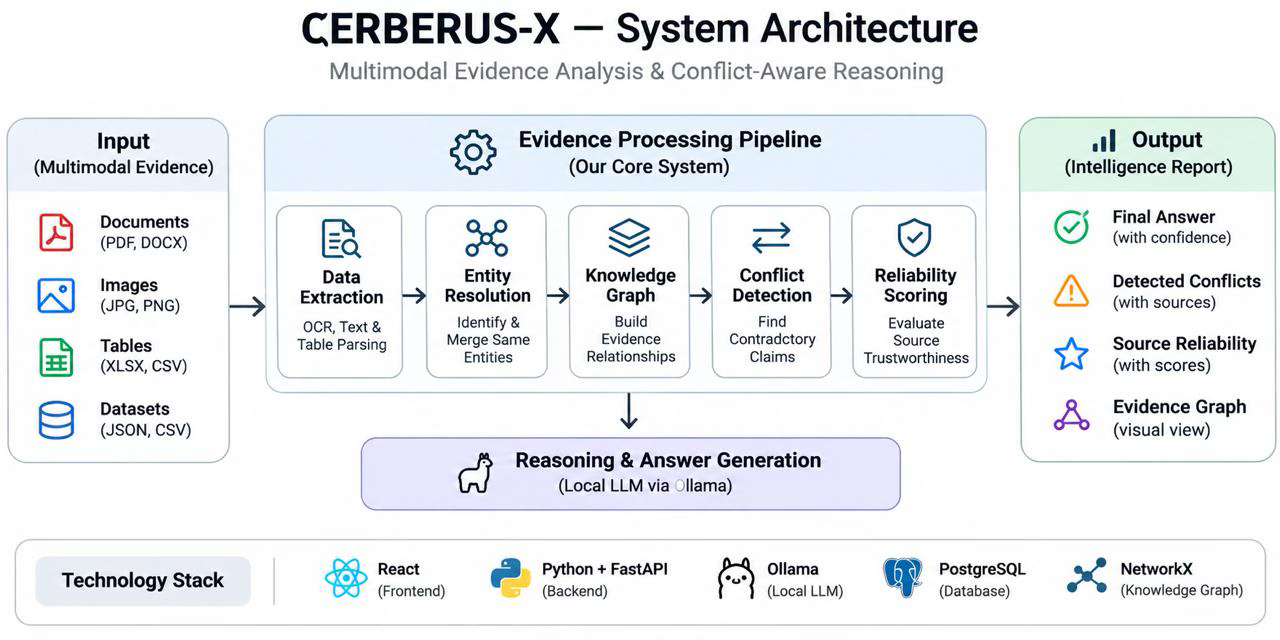 CERBERUS-X — System Architecture
Multimodal Evidence Analysis & Conflict-Aware Reasoning
Input
(Multimodal Evidence)
Documents
(PDF, DOCX)
Images
(JPG, PNG)
Tables
(XLSX, CSV)
Datasets
(JSON, CSV)
Evidence Processing Pipeline
(Our Core System)
Data
Extraction
OCR, Text &
Table Parsing
Entity
Resolution
Identify &
Merge Same
Entities
Knowledge
Graph
Build
Evidence
Relationships
Conflict
Detection
Find
Contradctory
Claims
Reliability
Scoring
Evaluate
Source
Trustworthiness
Reasoning & Answer Generation
(Local LLM via Ollama)
Output
(Intelligence Report)
Final Answer
(with confidence)
Detected Conflicts
(with sources)
Source Reliability
(with scores)
Evidence Graph
(visual view)
Technology Stack
React
(Frontend)
Python + FastAPI
(Backend)
Ollama
(Local LLM)
PostgreSQL
(Database)
NetworkX
(Knowledge Graph)